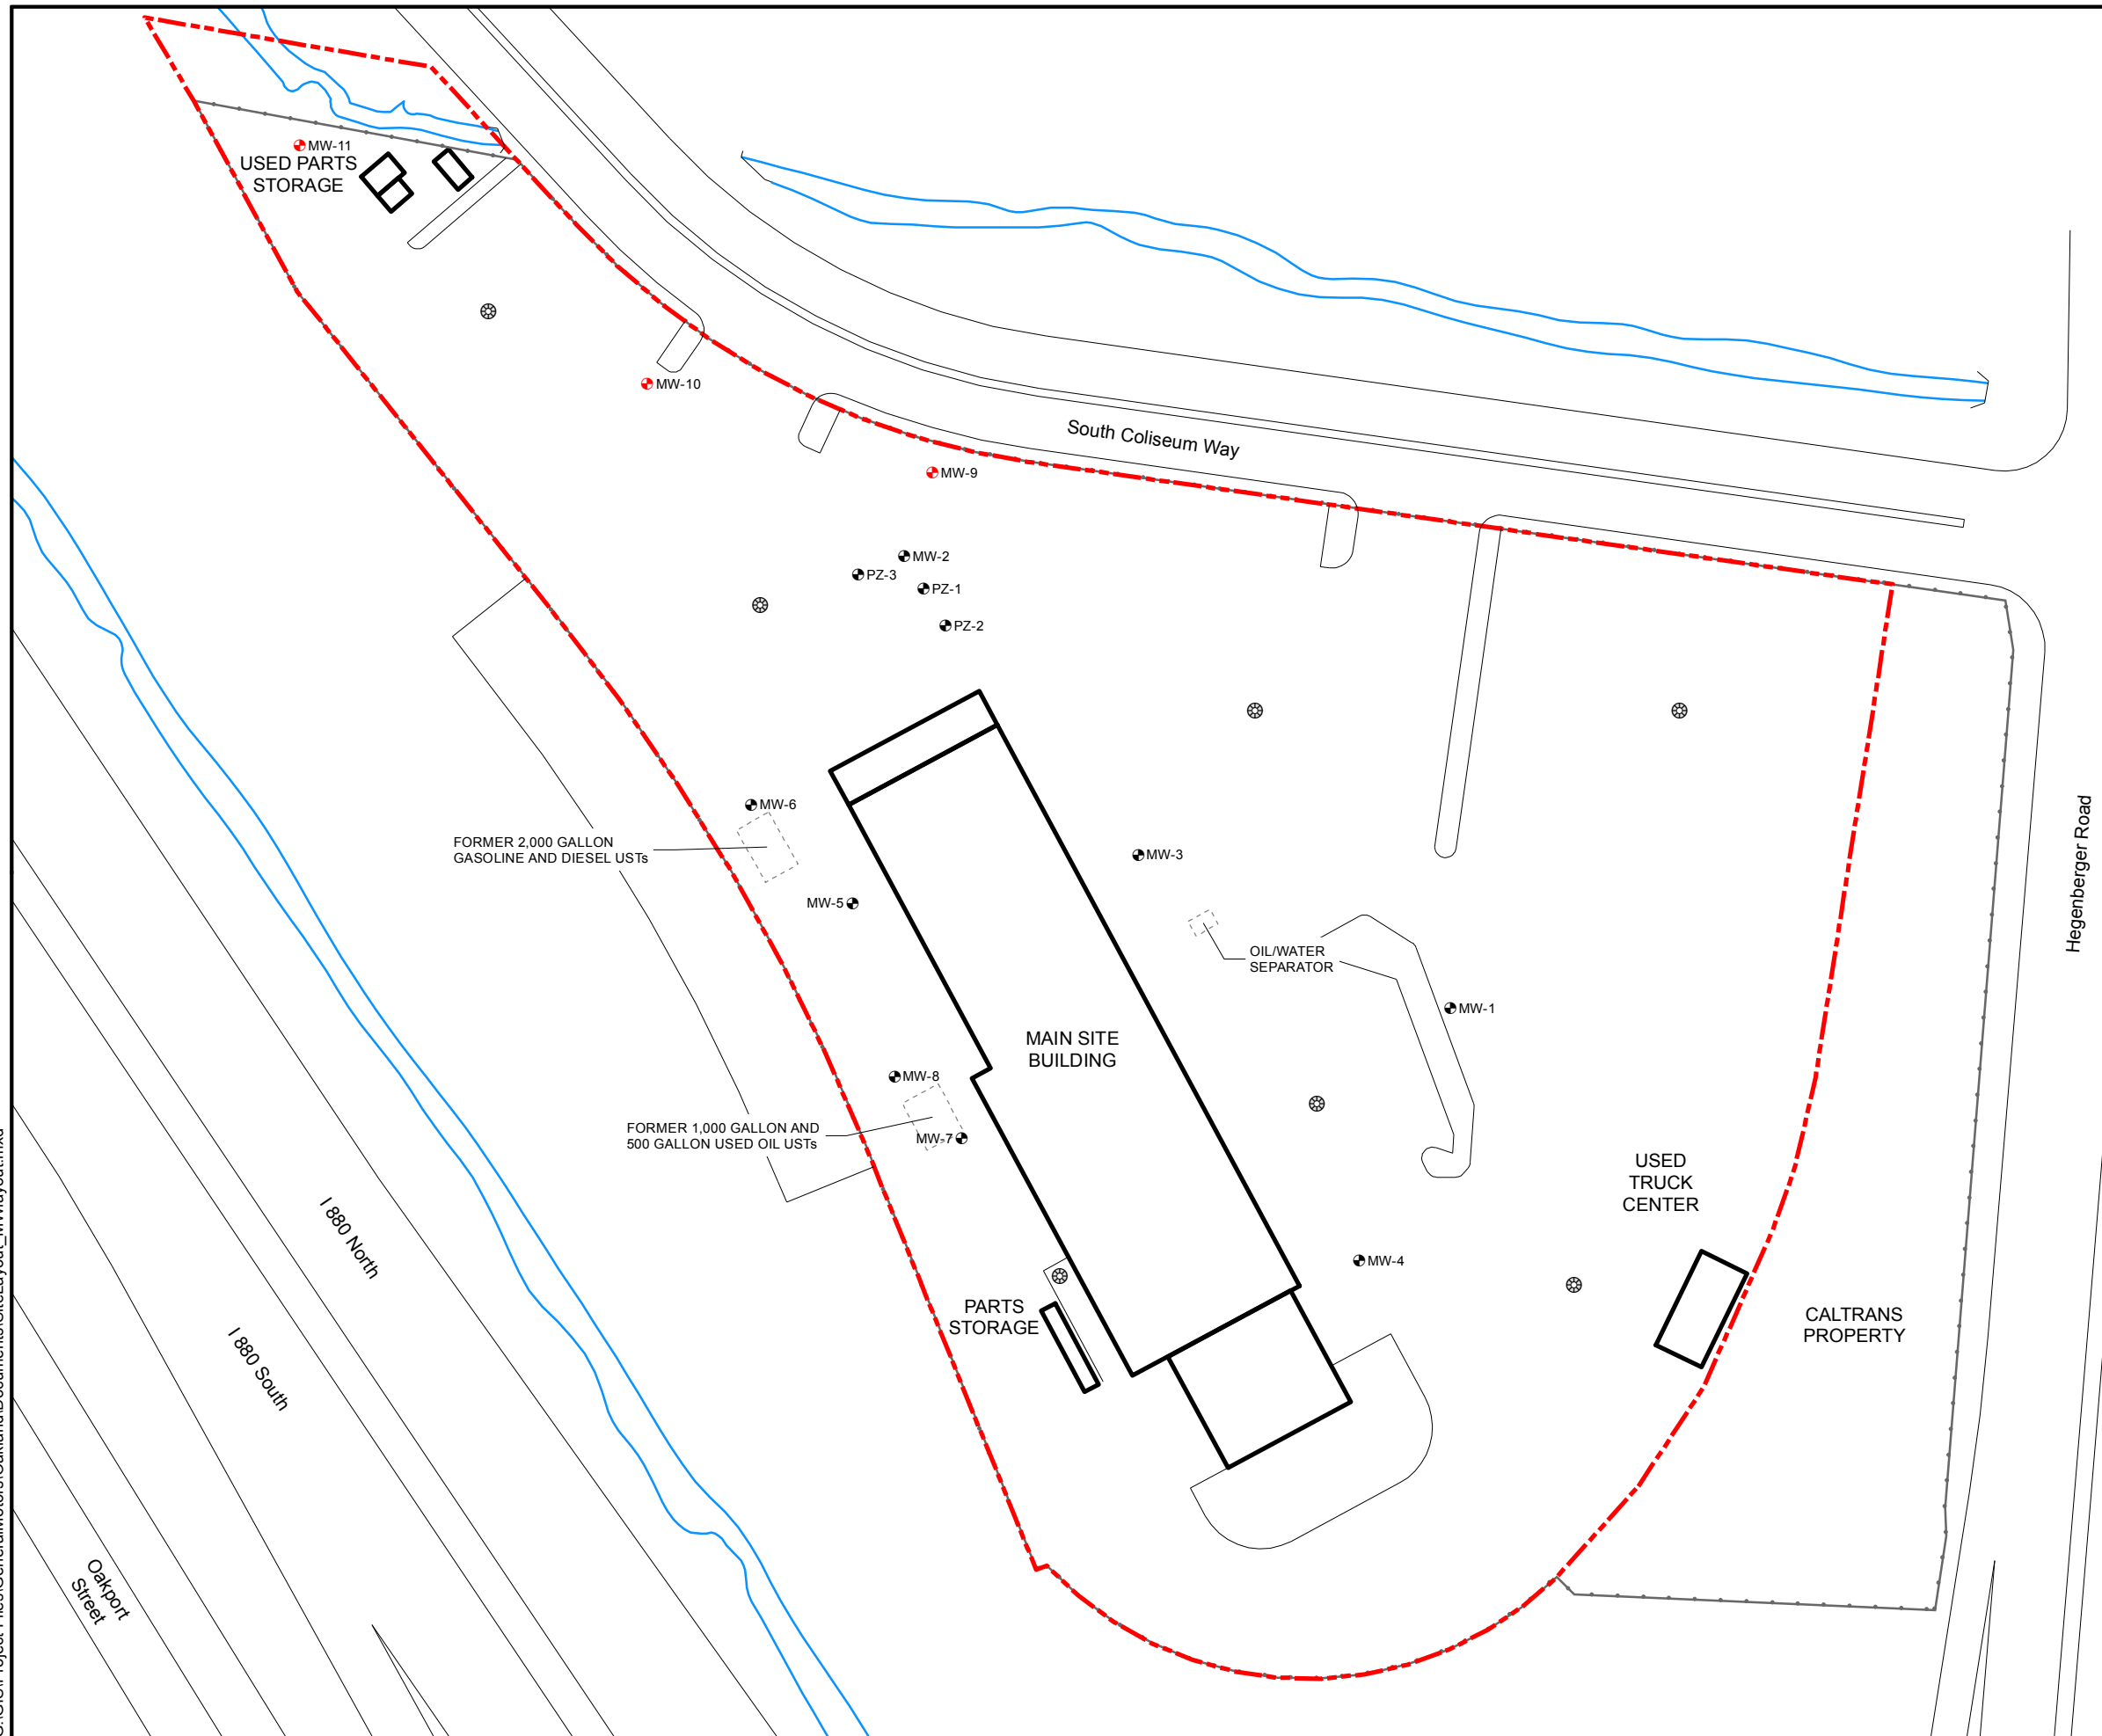 MW-11
USED PARTS
STORAGE
MW-10
South Coliseum Way
MW-9
MW-2
PZ-3
PZ-1
PZ-2
MW-6
FORMER 2,000 GALLON
GASOLINE AND DIESEL USTs
MW-3
MW-5
Hegenberger Road
OIL/WATER
SEPARATOR
MW-1
MAIN SITE
BUILDING
MW-8
FORMER 1,000 GALLON AND
500 GALLON USED OIL USTs
MW-7
USED
TRUCK
CENTER
I 880 North
MW-4
PARTS
STORAGE
CALTRANS
PROPERTY
I 880 South
Oakport
Street